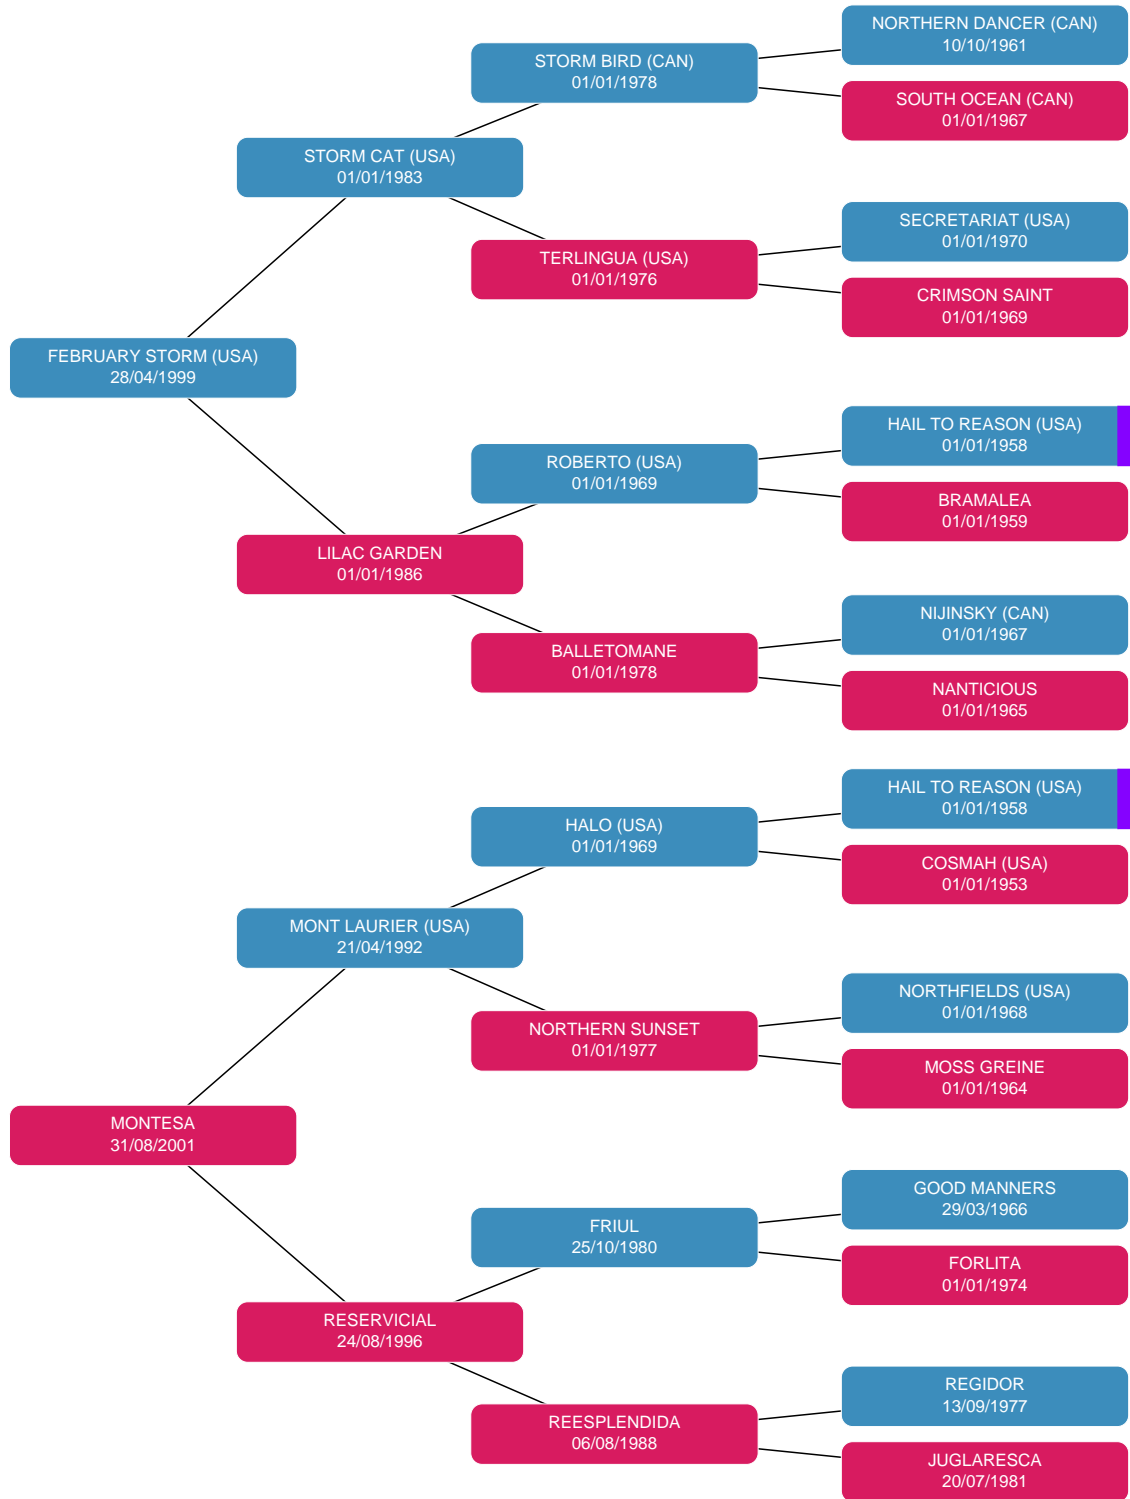 NORTHERN DANCER (CAN)
10/10/1961
STORM BIRD (CAN)
01/01/1978
SOUTH OCEAN (CAN)
01/01/1967
STORM CAT (USA)
01/01/1983
SECRETARIAT (USA)
01/01/1970
TERLINGUA (USA)
01/01/1976
CRIMSON SAINT
01/01/1969
FEBRUARY STORM (USA)
28/04/1999
HAIL TO REASON (USA)
01/01/1958
ROBERTO (USA)
01/01/1969
BRAMALEA
01/01/1959
LILAC GARDEN
01/01/1986
NIJINSKY (CAN)
01/01/1967
BALLETOMANE
01/01/1978
NANTICIOUS
01/01/1965
HAIL TO REASON (USA)
01/01/1958
HALO (USA)
01/01/1969
COSMAH (USA)
01/01/1953
MONT LAURIER (USA)
21/04/1992
NORTHFIELDS (USA)
01/01/1968
NORTHERN SUNSET
01/01/1977
MOSS GREINE
01/01/1964
MONTESA
31/08/2001
GOOD MANNERS
29/03/1966
FRIUL
25/10/1980
FORLITA
01/01/1974
RESERVICIAL
24/08/1996
REGIDOR
13/09/1977
REESPLENDIDA
06/08/1988
JUGLARESCA
20/07/1981